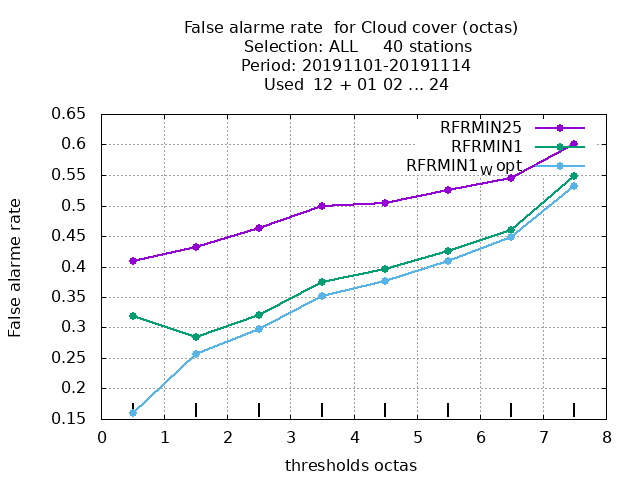 False alarme rate  for Cloud cover (octas)
Selection: ALL     40 stations
Period: 20191101-20191114
Used  12 + 01 02 ... 24
0.65
0.6
0.55
0.5
0.45
0.4
0.35
0.3
0.25
0.2
0.15
False alarme rate
RFRMIN25
RFRMIN1
RFRMIN1W opt
0 1 2 3 4 5 6 7 8
thresholds octas